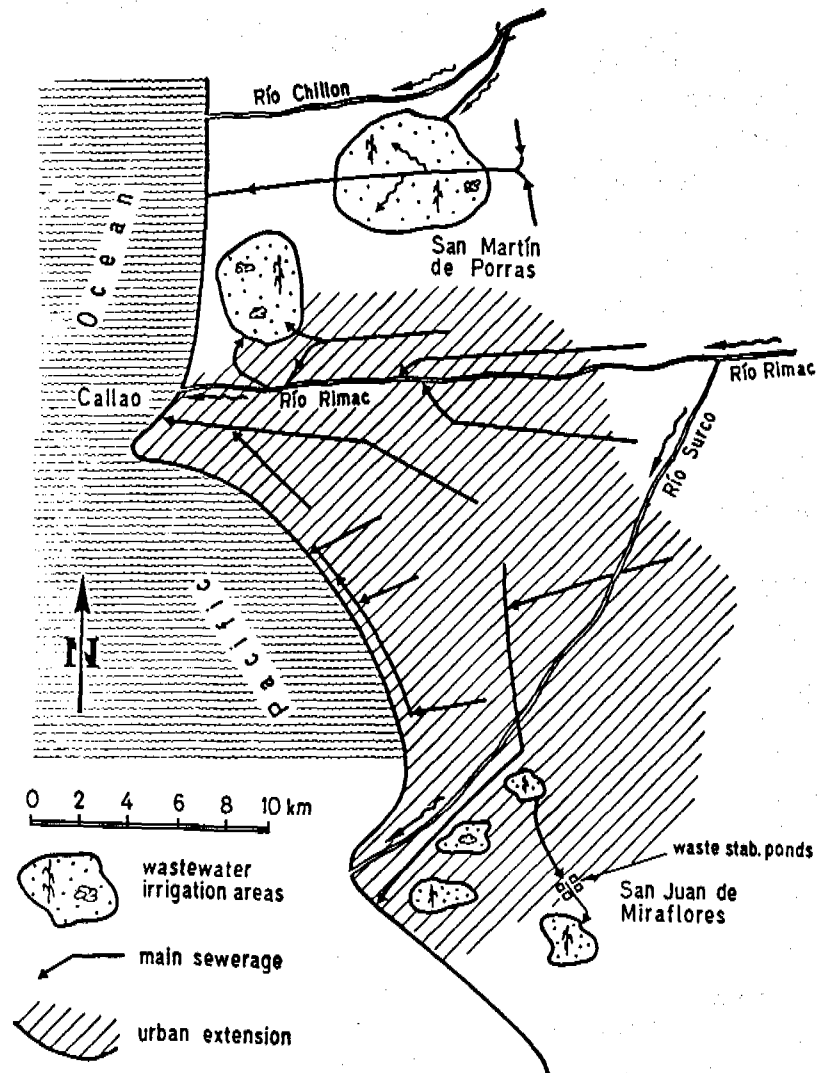 Río Chillon
San Martín
de Porras
Ocean
Callao
Río Rimac
Río Rimac
Río Surco
Pacific
N
0 2 4 6 8 10 km
wastewater
irrigation areas
waste stab. ponds
San Juan de
Miraflores
main sewerage
urban extension